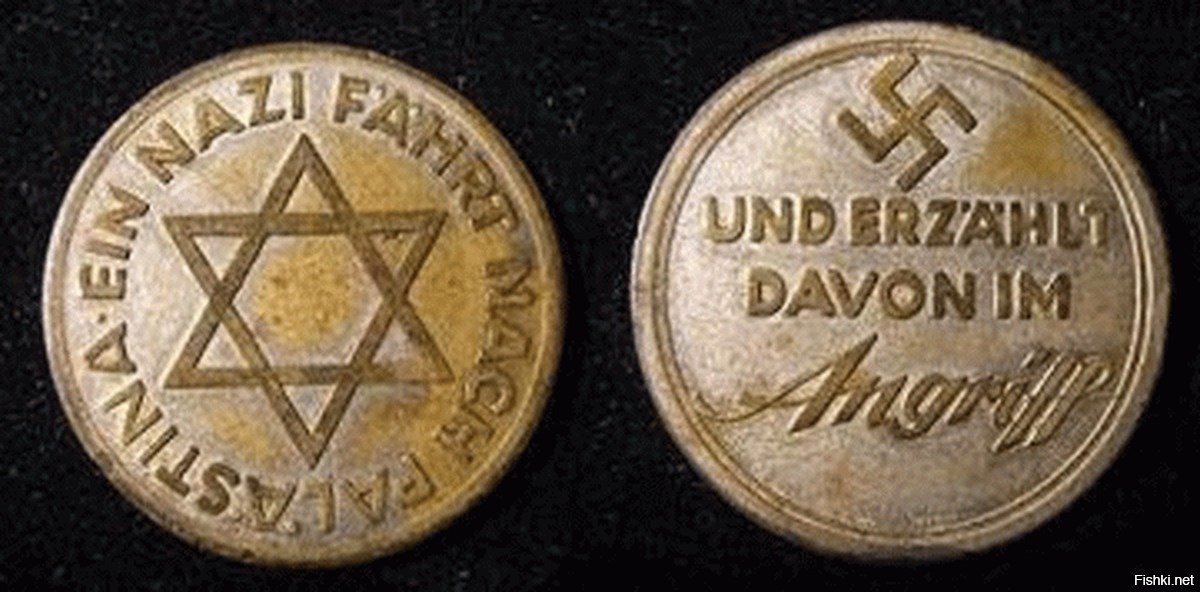 EIN NAZI FÄHRT NACH PALÄSTINA ·
UND ERZÄHLT
DAVON IM
Angriff
Fishki.net